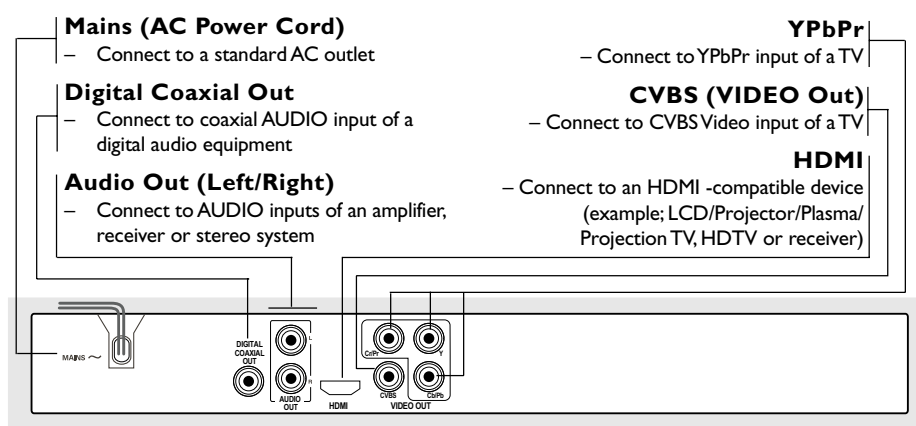 Mains (AC Power Cord)
– Connect to a standard AC outlet
Digital Coaxial Out
– Connect to coaxial AUDIO input of a
digital audio equipment
Audio Out (Left/Right)
– Connect to AUDIO inputs of an amplifier,
receiver or stereo system
YPbPr
– Connect to YPbPr input of a TV
CVBS (VIDEO Out)
– Connect to CVBS Video input of a TV
HDMI
– Connect to an HDMI -compatible device
(example; LCD/Projector/Plasma/
Projection TV, HDTV or receiver)
MAINS ~
DIGITAL
COAXIAL
OUT
L
R
AUDIO
OUT
HDMI
Cr/Pr
Y
CVBS
Cb/Pb
VIDEO OUT